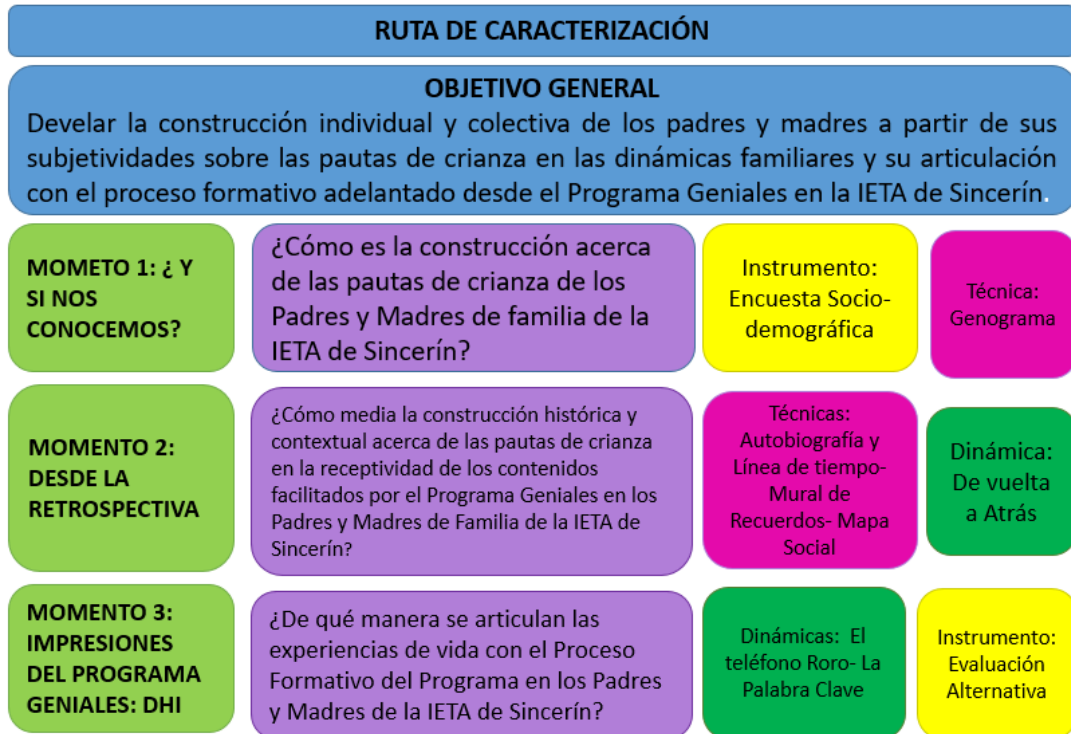 RUTA DE CARACTERIZACIÓN
OBJETIVO GENERAL
Develar la construcción individual y colectiva de los padres y madres a partir de sus
subjetividades sobre las pautas de crianza en las dinámicas familiares y su articulación
con el proceso formativo adelantado desde el Programa Geniales en la IETA de Sincerín.
MOMETO 1: ¿ Y
SI NOS
CONOCEMOS?
¿Cómo es la construcción acerca
de las pautas de crianza de los
Padres y Madres de familia de la
IETA de Sincerín?
Instrumento:
Encuesta Socio-
demográfica
Técnica:
Genograma
MOMENTO 2:
DESDE LA
RETROSPECTIVA
¿Cómo media la construcción histórica y
contextual acerca de las pautas de crianza
en la receptividad de los contenidos
facilitados por el Programa Geniales en los
Padres y Madres de Familia de la IETA de
Sincerín?
Técnicas:
Autobiografía y
Línea de tiempo-
Mural de
Recuerdos- Mapa
Social
Dinámica:
De vuelta
a Atrás
MOMENTO 3:
IMPRESIONES
DEL PROGRAMA
GENIALES: DHI
¿De qué manera se articulan las
experiencias de vida con el Proceso
Formativo del Programa en los Padres
y Madres de la IETA de Sincerín?
Dinámicas: El
teléfono Roro- La
Palabra Clave
Instrumento:
Evaluación
Alternativa